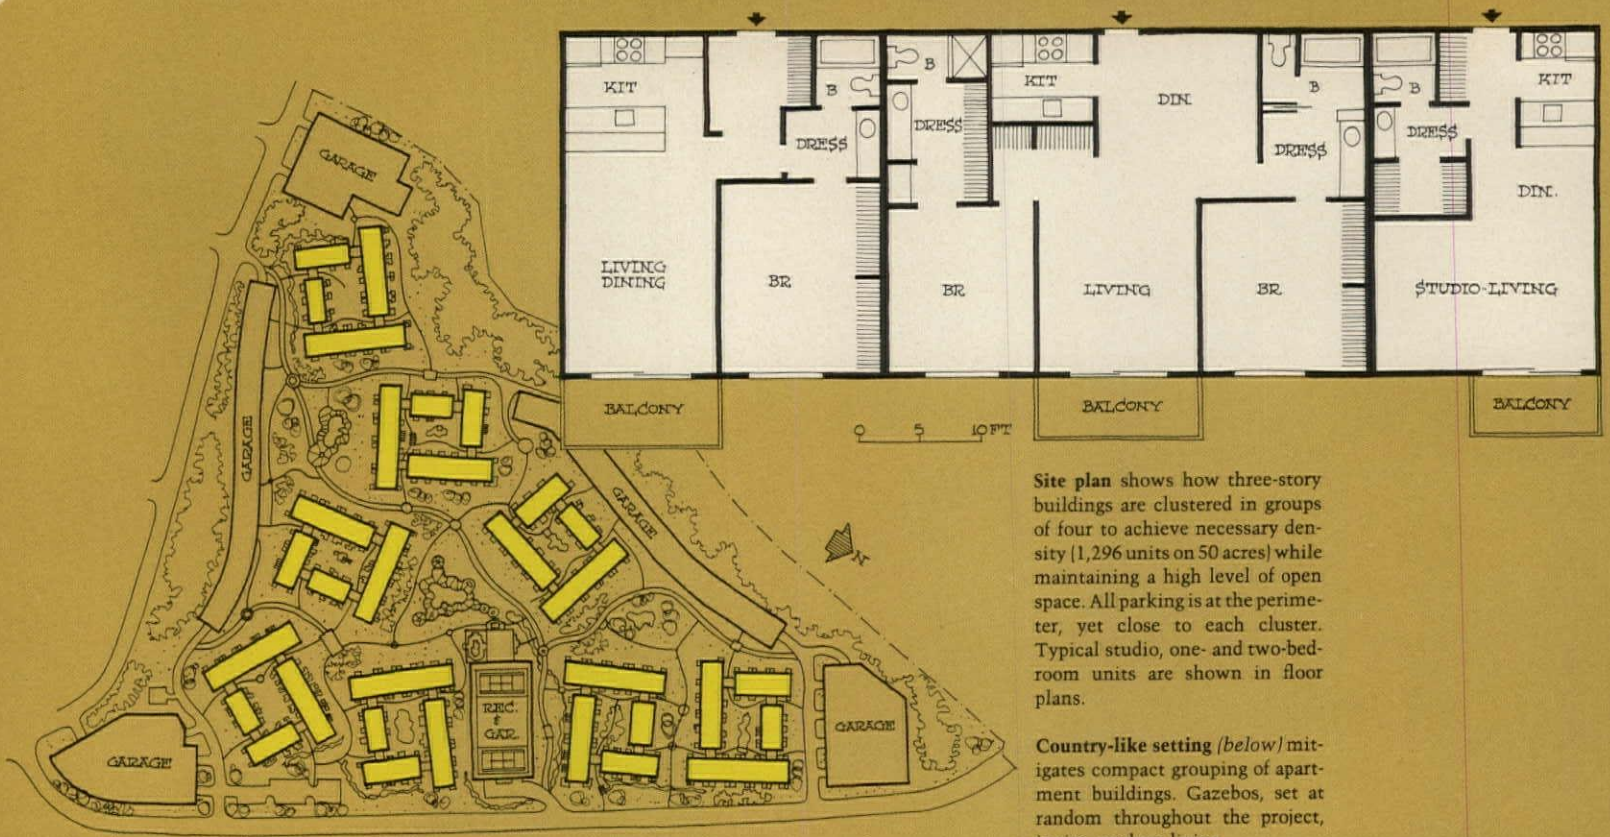 KIT
B
DRESS
LIVING
DINING
BR
BALCONY
B
DRESS
KIT
DIN.
B
DRESS
BR
LIVING
BR
BALCONY
B
DRESS
KIT
DIN.
STUDIO-LIVING
BALCONY
0 5 10 FT
N
GARAGE
GARAGE
GARAGE
GARAGE
REC.
&
GAR.
GARAGE
Site plan shows how three-story
buildings are clustered in groups
of four to achieve necessary den-
sity (1,296 units on 50 acres) while
maintaining a high level of open
space. All parking is at the perime-
ter, yet close to each cluster.
Typical studio, one- and two-bed-
room units are shown in floor
plans.
Country-like setting (below) mit-
igates compact grouping of apart-
ment buildings. Gazebos, set at
random throughout the project,